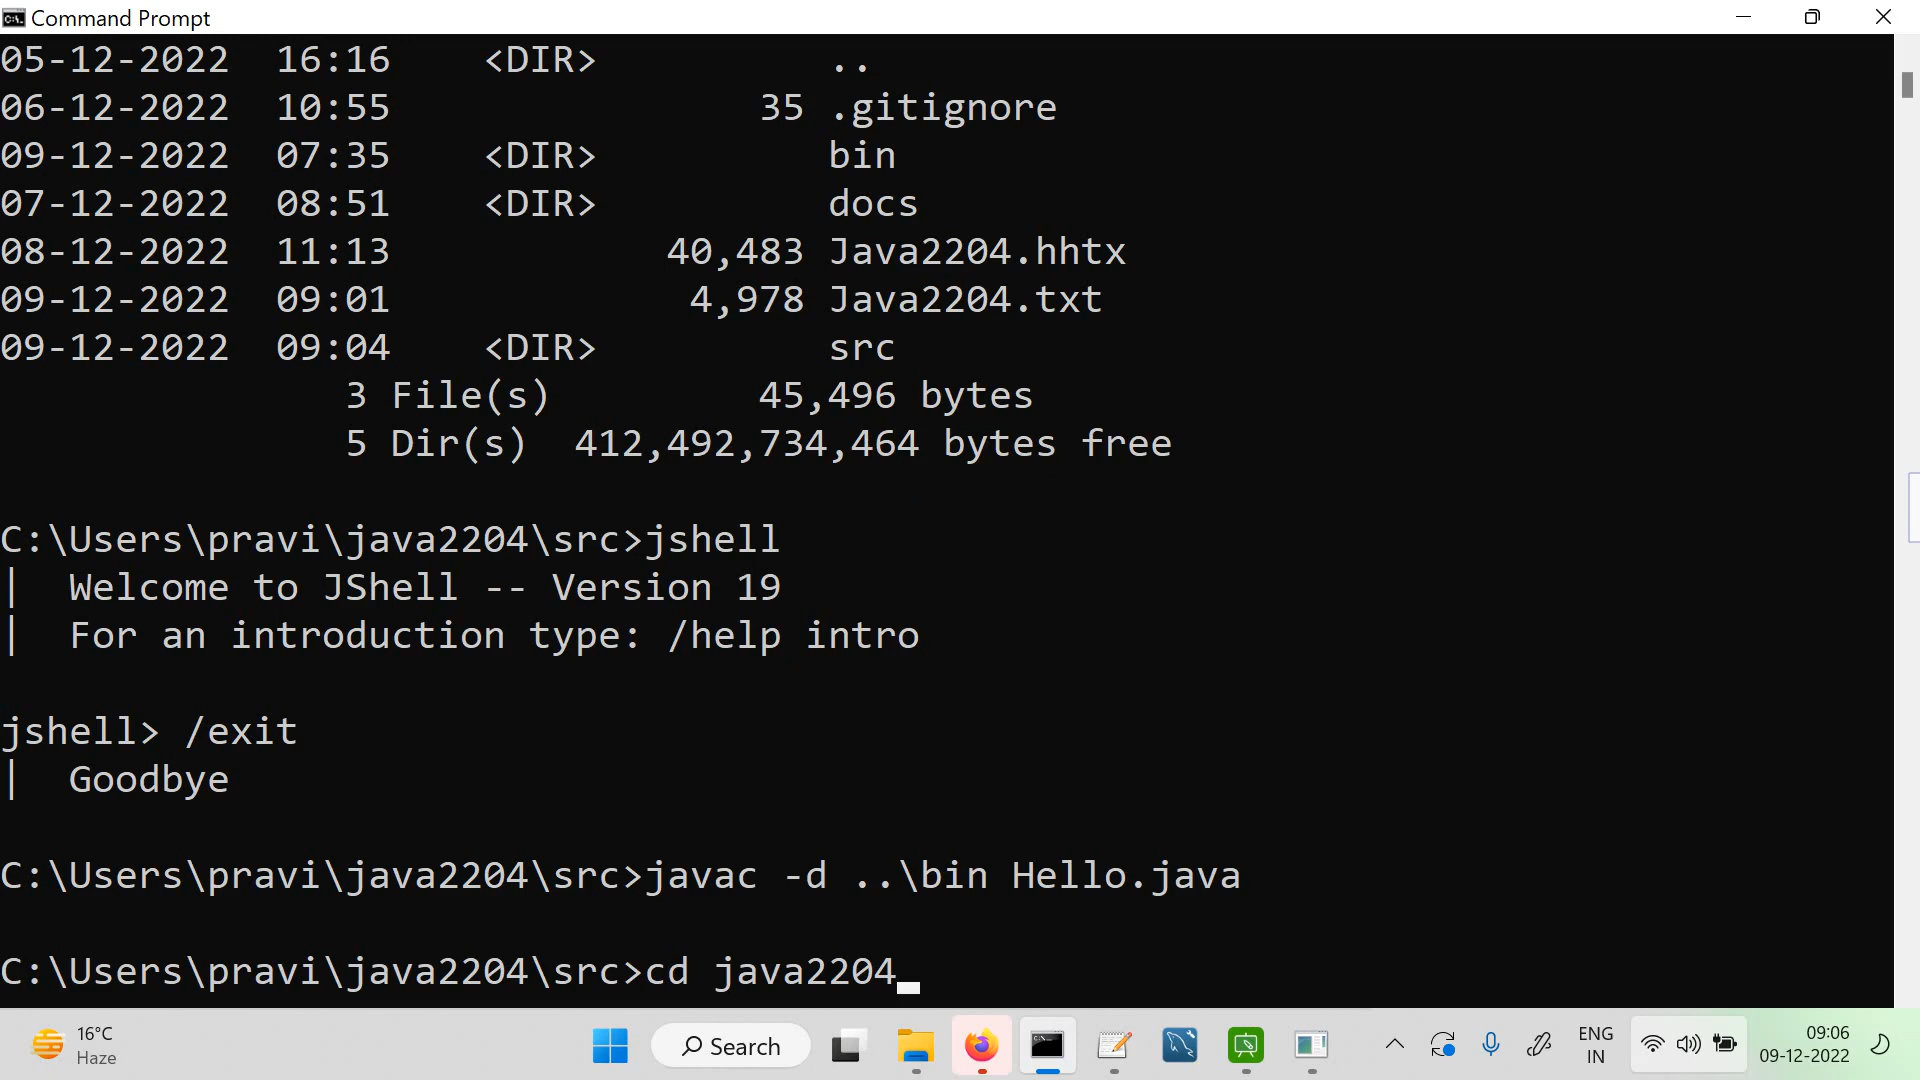 Command Prompt
05-12-2022  16:16    <DIR>          ..
06-12-2022  10:55                35 .gitignore
09-12-2022  07:35    <DIR>          bin
07-12-2022  08:51    <DIR>          docs
08-12-2022  11:13            40,483 Java2204.hhtx
09-12-2022  09:01             4,978 Java2204.txt
09-12-2022  09:04    <DIR>          src
               3 File(s)         45,496 bytes
               5 Dir(s)  412,492,734,464 bytes free
C:\Users\pravi\java2204\src>jshell
|  Welcome to JShell -- Version 19
|  For an introduction type: /help intro
jshell> /exit
|  Goodbye
C:\Users\pravi\java2204\src>javac -d ..\bin Hello.java
C:\Users\pravi\java2204\src>cd java2204
16°C
Haze
Search
ENG
IN
09:06
09-12-2022